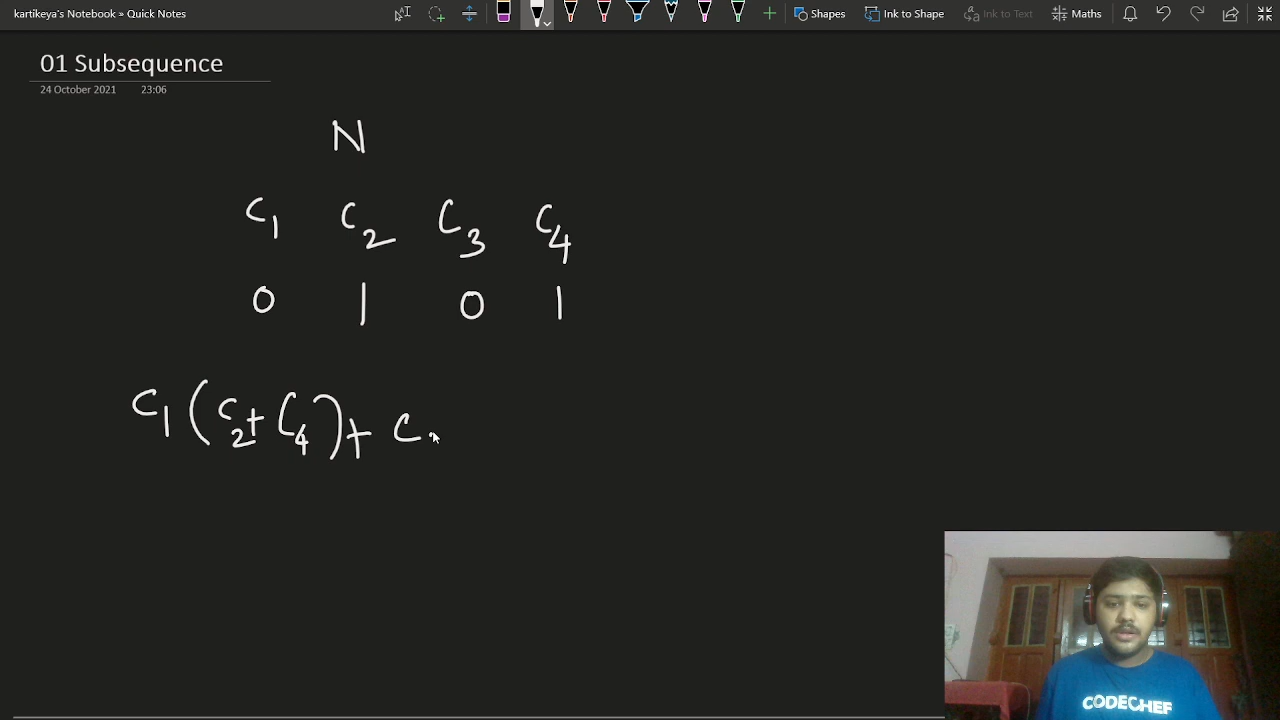 kartikeya's Notebook » Quick Notes
Shapes Ink to Shape Ink to Text Maths
01 Subsequence
24 October 2021 23:06
N
C1 C2 C3 C4
0 1 0 1
C1 (C2 + C4) + C
CODECHEF